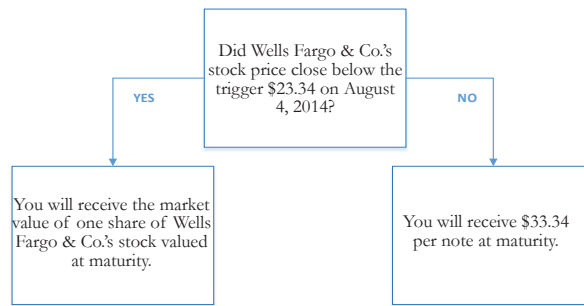 Did Wells Fargo & Co.'s
stock price close below the
trigger $23.34 on August
4, 2014?
YES
NO
You will receive the market
value of one share of Wells
Fargo & Co.'s stock valued
at maturity.
You will receive $33.34
per note at maturity.